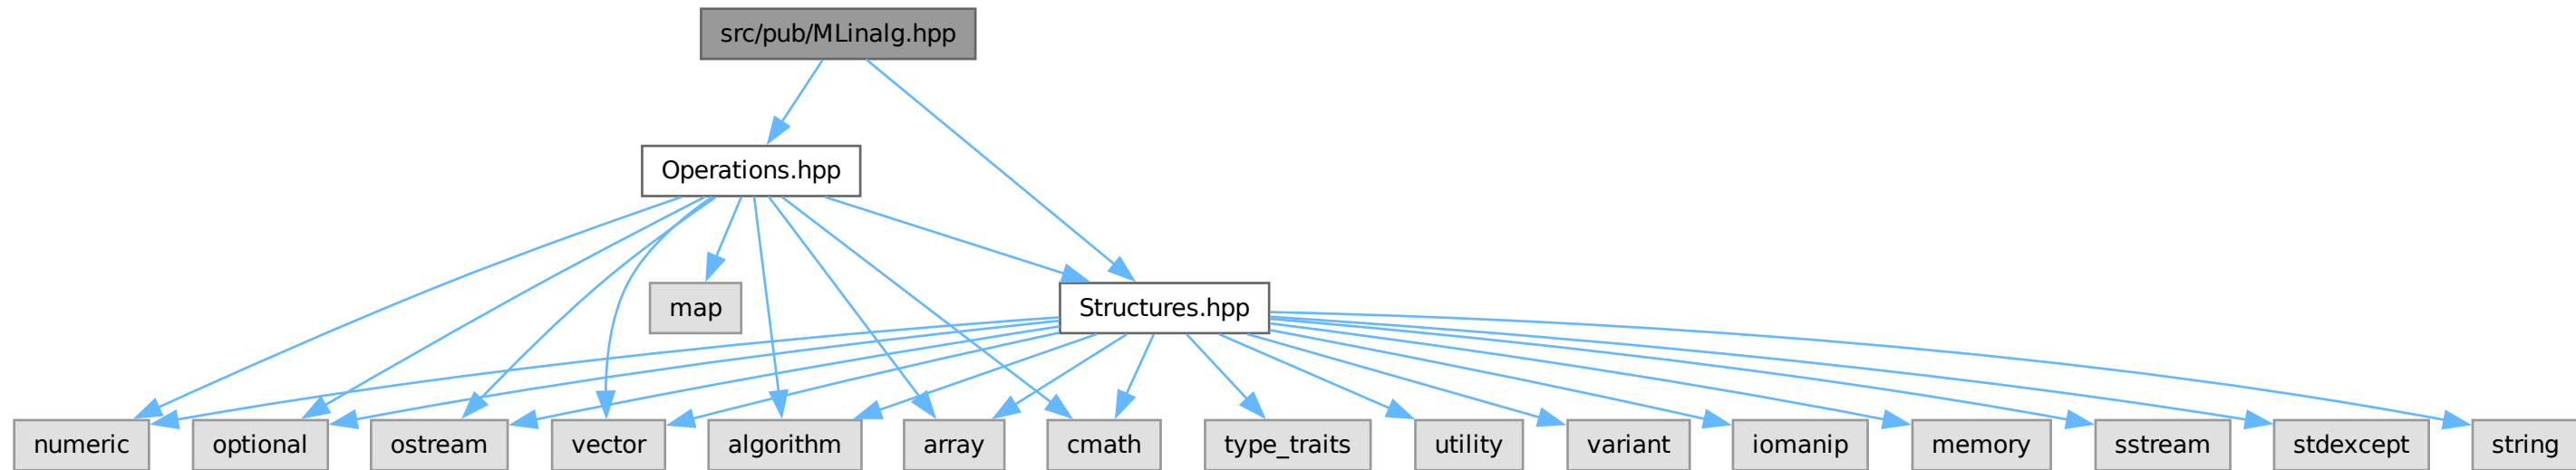 src/pub/MLinalg.hpp
Operations.hpp
map
Structures.hpp
numeric
optional
ostream
vector
algorithm
array
cmath
type_traits
utility
variant
iomanip
memory
sstream
stdexcept
string